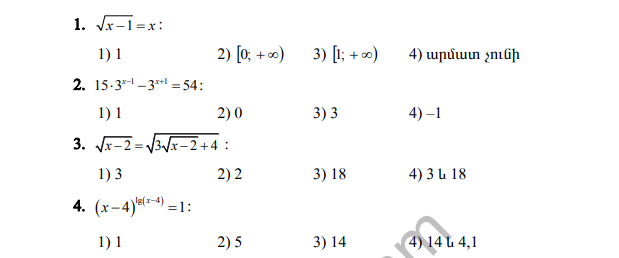 1. √(x−1) = x :
1) 1 2) [0; +∞) 3) [1; +∞) 4) արմատ չունի
2. 15·3^(x−1) − 3^(x+1) = 54 :
1) 1 2) 0 3) 3 4) –1
3. √(x−2) = √(3√(x−2)+4) :
1) 3 2) 2 3) 18 4) 3 և 18
4. (x−4)^(lg(x−4)) = 1 :
1) 1 2) 5 3) 14 4) 14 և 4,1